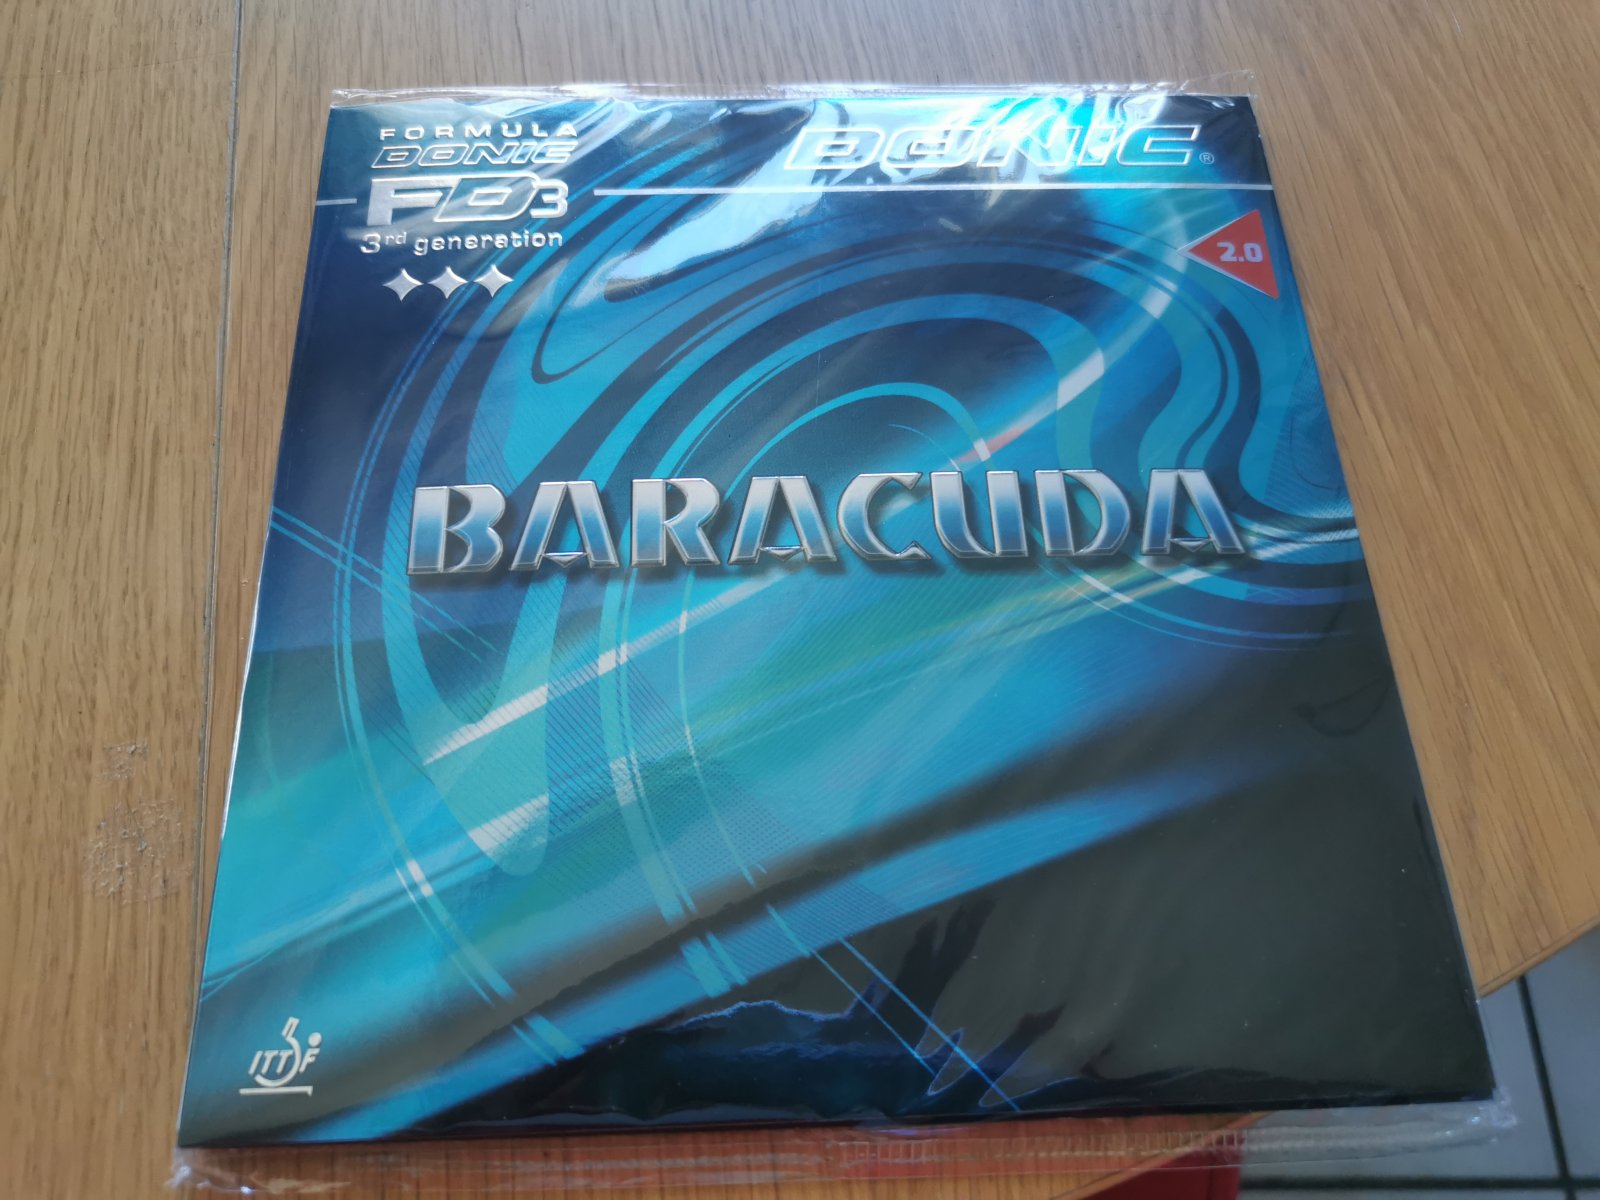 FORMULA
DONIC
FD3
3rd generation
DONIC®
2.0
BARACUDA
ITTF